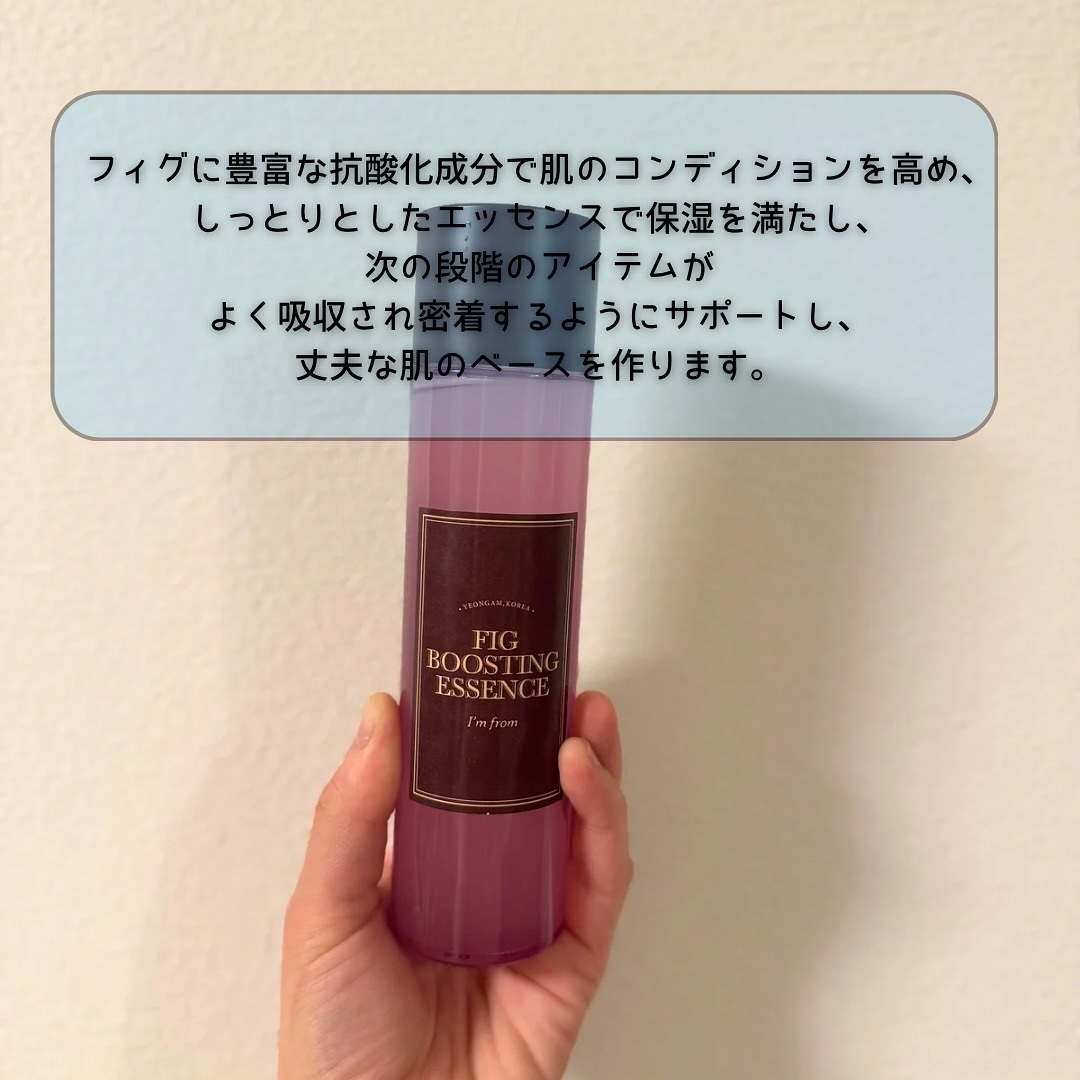 フィグに豊富な抗酸化成分で肌のコンディションを高め、
しっとりとしたエッセンスで保湿を満たし、
次の段階のアイテムが
よく吸収され密着するようにサポートし、
丈夫な肌のベースを作ります。
• YEONGAM, KOREA •
FIG
BOOSTING
ESSENCE
I'm from